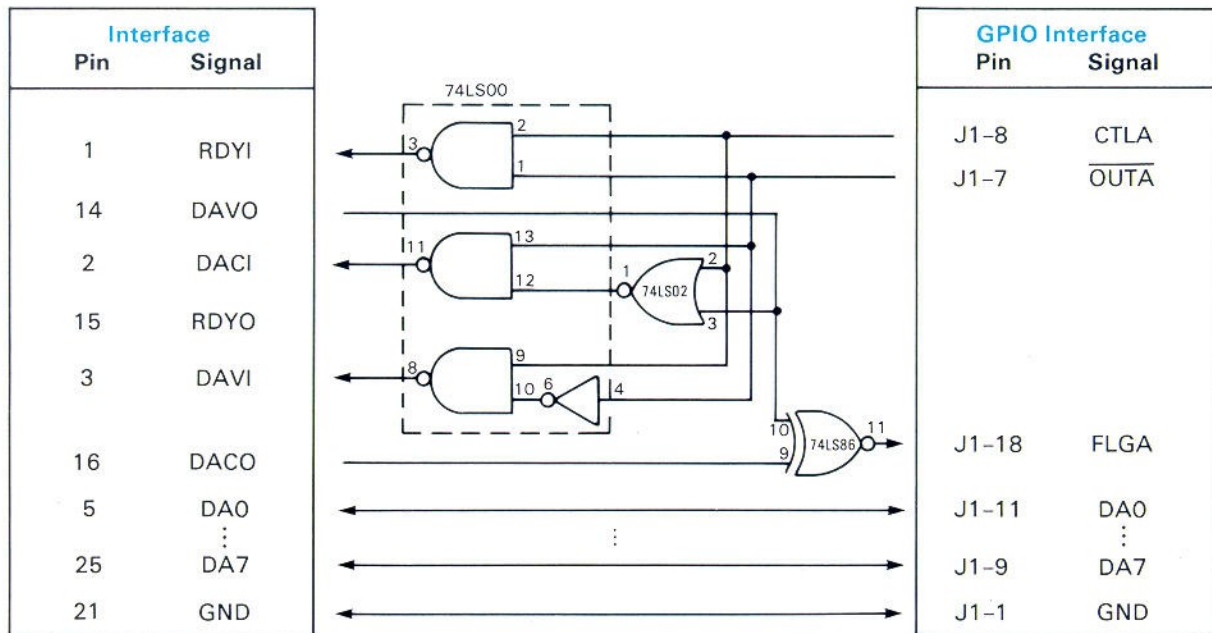 Interface
Pin Signal
GPIO Interface
Pin Signal
74LS00
1 RDYI
3
2
1
J1-8 CTLA
J1-7 OUTA
14 DAVO
2 DACI
11
13
12
1
74LS02
2
3
15 RDYO
3 DAVI
8
9
10
6
4
16 DACO
10
9
74LS86
11
J1-18 FLGA
5 DA0
J1-11 DA0
⋮
⋮
⋮
25 DA7
J1-9 DA7
21 GND
J1-1 GND